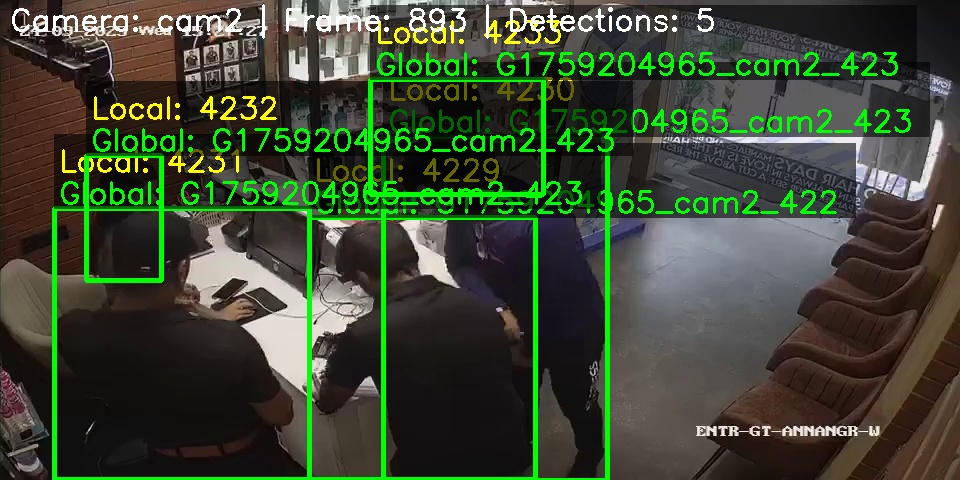 Camera: cam2 | Frame: 893 | Detections: 5
Local: 4233
Global: G1759204965_cam2_423
Local: 4230
Global: G1759204965_cam2_423
Local: 4232
Global: G1759204965_cam2_423
Local: 4231
Global: G1759204965_cam2_423
Local: 4229
Global: G1759204965_cam2_422
ENTR-GT-ANNANGR-W